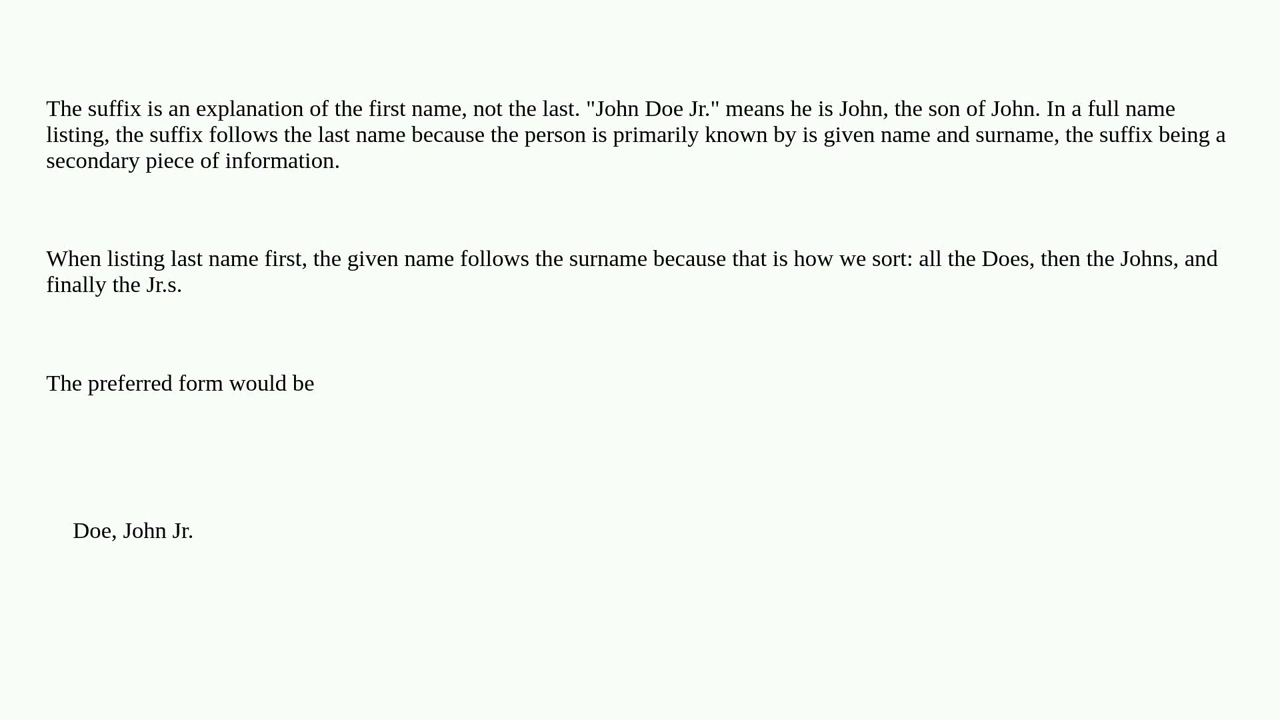 The suffix is an explanation of the first name, not the last. "John Doe Jr." means he is John, the son of John. In a full name
listing, the suffix follows the last name because the person is primarily known by is given name and surname, the suffix being a
secondary piece of information.
When listing last name first, the given name follows the surname because that is how we sort: all the Does, then the Johns, and
finally the Jr.s.
The preferred form would be
Doe, John Jr.